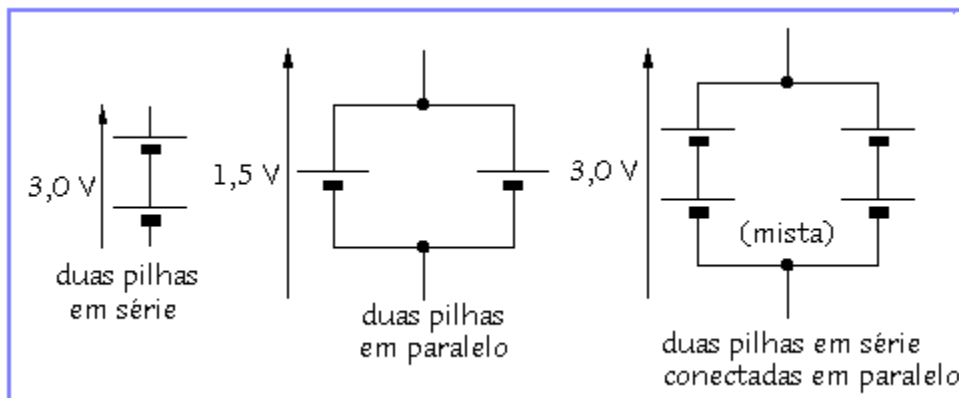 3,0 V
duas pilhas
em série
1,5 V
duas pilhas
em paralelo
3,0 V
(mista)
duas pilhas em série
conectadas em paralelo